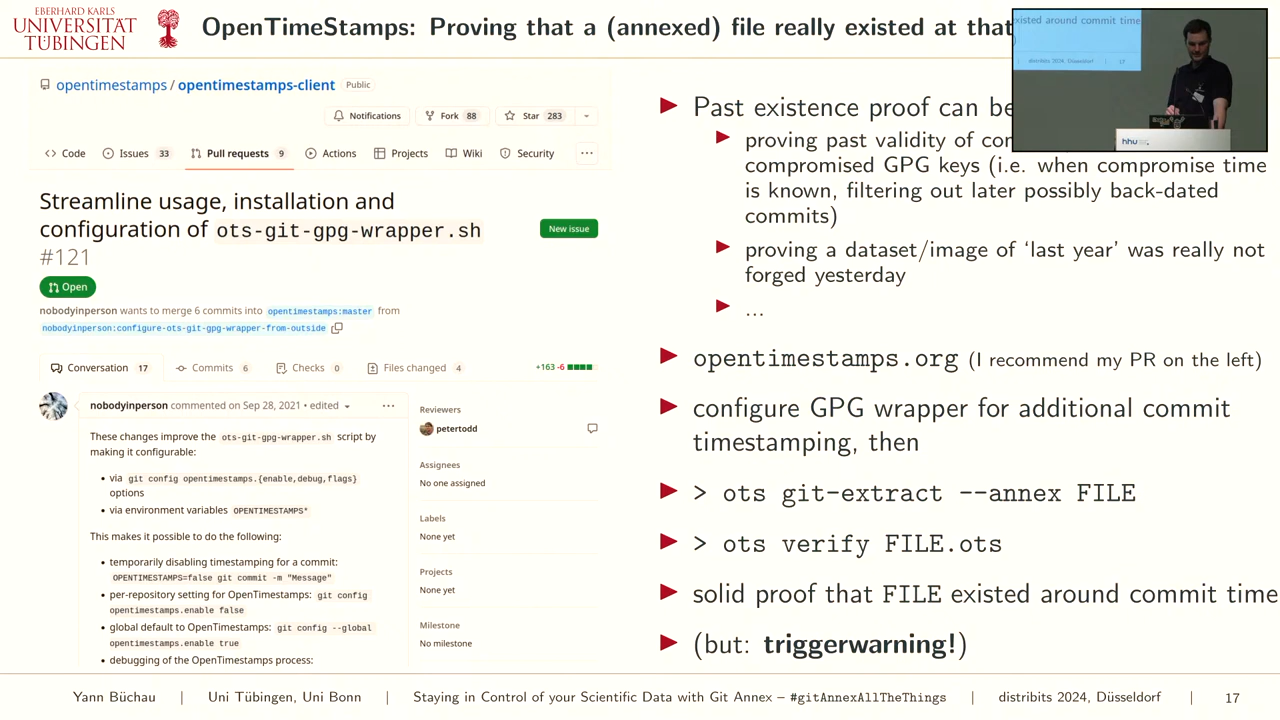 EBERHARD KARLS
UNIVERSITÄT
TÜBINGEN
OpenTimeStamps: Proving that a (annexed) file really existed at that
opentimestamps / opentimestamps-client Public
Notifications Fork 88 Star 283
Code Issues 33 Pull requests 9 Actions Projects Wiki Security ...
Streamline usage, installation and
configuration of ots-git-gpg-wrapper.sh
#121
New issue
Open
nobodyinperson wants to merge 6 commits into opentimestamps:master from
nobodyinperson:configure-ots-git-gpg-wrapper-from-outside
Conversation 17 Commits 6 Checks 0 Files changed 4 +163 -6
nobodyinperson commented on Sep 28, 2021 • edited ...
These changes improve the ots-git-gpg-wrapper.sh script by
making it configurable:
• via git config opentimestamps.{enable,debug,flags}
options
• via environment variables OPENTIMESTAMPS*
This makes it possible to do the following:
• temporarily disabling timestamping for a commit:
OPENTIMESTAMPS=false git commit -m "Message"
• per-repository setting for OpenTimestamps: git config
opentimestamps.enable false
• global default to OpenTimestamps: git config --global
opentimestamps.enable true
• debugging of the OpenTimestamps process:
Reviewers
petertodd
Assignees
No one assigned
Labels
None yet
Projects
None yet
Milestone
No milestone
Past existence proof can be
proving past validity of con
compromised GPG keys (i.e. when compromise time
is known, filtering out later possibly back-dated
commits)
proving a dataset/image of ‘last year’ was really not
forged yesterday
...
opentimestamps.org (I recommend my PR on the left)
configure GPG wrapper for additional commit
timestamping, then
> ots git-extract --annex FILE
> ots verify FILE.ots
solid proof that FILE existed around commit time
(but: triggerwarning!)
existed around commit time
)
distribits 2024, Düsseldorf | 17
hhu
Yann Büchau | Uni Tübingen, Uni Bonn | Staying in Control of your Scientific Data with Git Annex – #gitAnnexAllTheThings | distribits 2024, Düsseldorf | 17